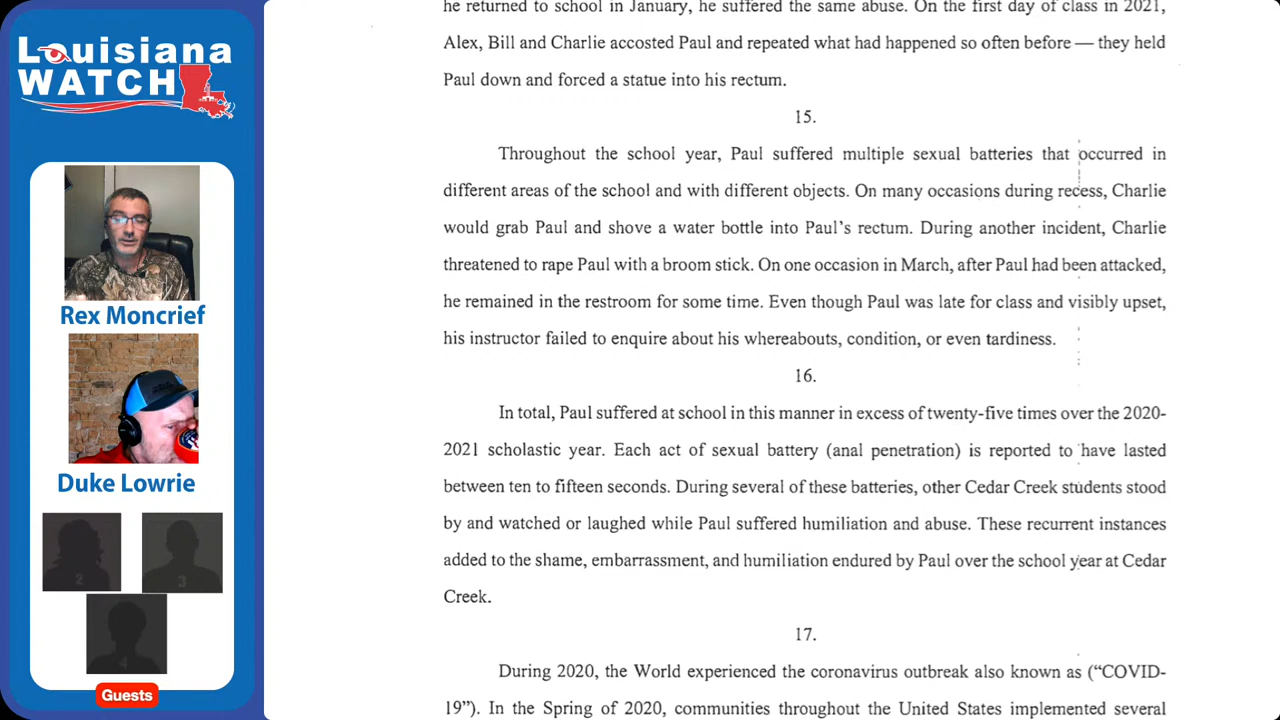 Louisiana
WATCH
Rex Moncrief
Duke Lowrie
2
3
4
Guests
he returned to school in January, he suffered the same abuse. On the first day of class in 2021,
Alex, Bill and Charlie accosted Paul and repeated what had happened so often before — they held
Paul down and forced a statue into his rectum.
15.
Throughout the school year, Paul suffered multiple sexual batteries that occurred in
different areas of the school and with different objects. On many occasions during recess, Charlie
would grab Paul and shove a water bottle into Paul's rectum. During another incident, Charlie
threatened to rape Paul with a broom stick. On one occasion in March, after Paul had been attacked,
he remained in the restroom for some time. Even though Paul was late for class and visibly upset,
his instructor failed to enquire about his whereabouts, condition, or even tardiness.
16.
In total, Paul suffered at school in this manner in excess of twenty-five times over the 2020-
2021 scholastic year. Each act of sexual battery (anal penetration) is reported to have lasted
between ten to fifteen seconds. During several of these batteries, other Cedar Creek students stood
by and watched or laughed while Paul suffered humiliation and abuse. These recurrent instances
added to the shame, embarrassment, and humiliation endured by Paul over the school year at Cedar
Creek.
17.
During 2020, the World experienced the coronavirus outbreak also known as ("COVID-
19"). In the Spring of 2020, communities throughout the United States implemented several